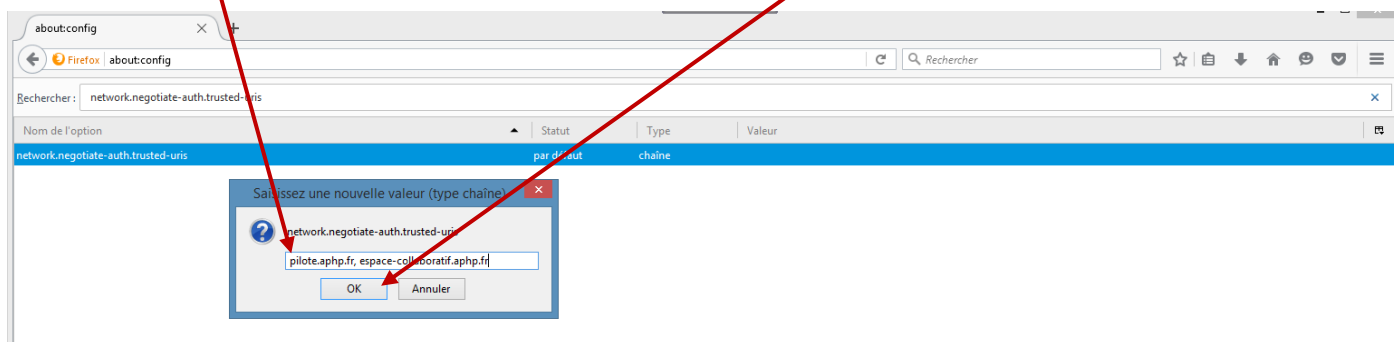 about:config
Firefox about:config
Rechercher
Rechercher : network.negotiate-auth.trusted-uris
Nom de l'option Statut Type Valeur
network.negotiate-auth.trusted-uris par défaut chaîne
Saisissez une nouvelle valeur (type chaîne)
network.negotiate-auth.trusted-uris
pilote.aphp.fr, espace-collaboratif.aphp.fr
OK Annuler